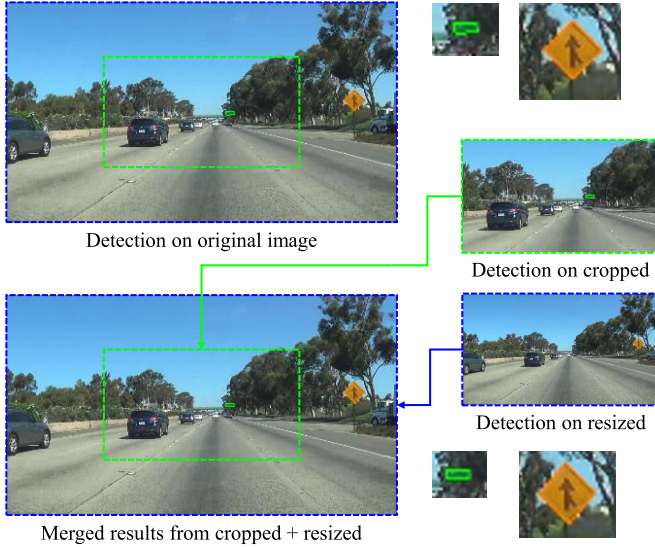 Detection on original image
Detection on cropped
Detection on resized
Merged results from cropped + resized